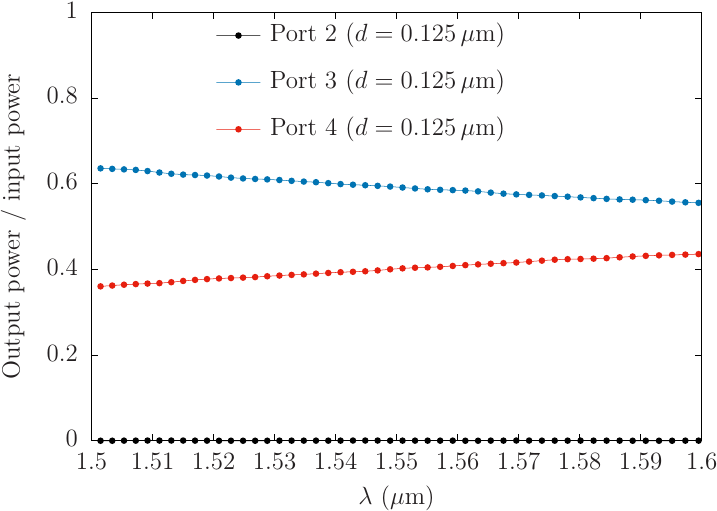 Port 2 (d = 0.125 μm)
Port 3 (d = 0.125 μm)
Port 4 (d = 0.125 μm)
Output power / input power
1
0.8
0.6
0.4
0.2
0
1.5 1.51 1.52 1.53 1.54 1.55 1.56 1.57 1.58 1.59 1.6
λ (μm)